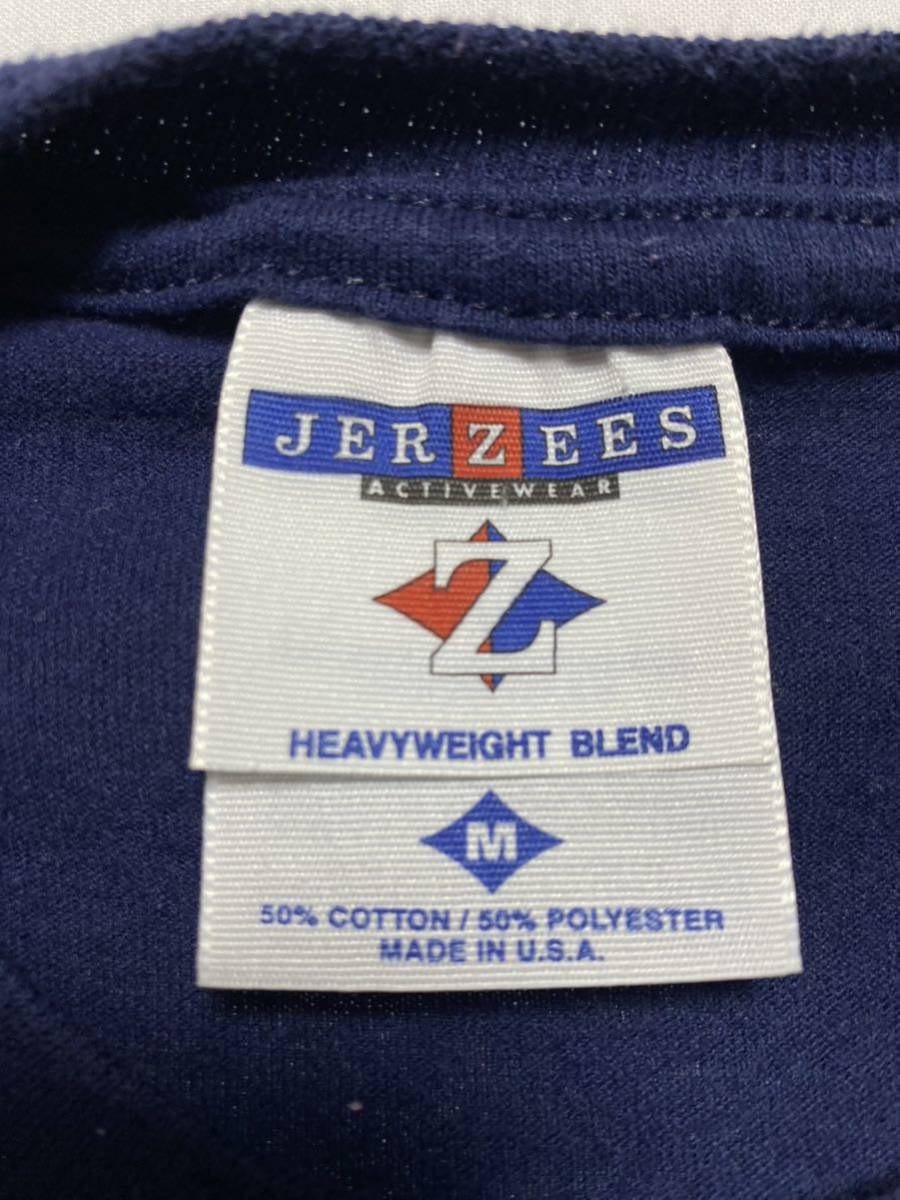 JERZEES
ACTIVEWEAR
Z
HEAVYWEIGHT BLEND
M
50% COTTON / 50% POLYESTER
MADE IN U.S.A.